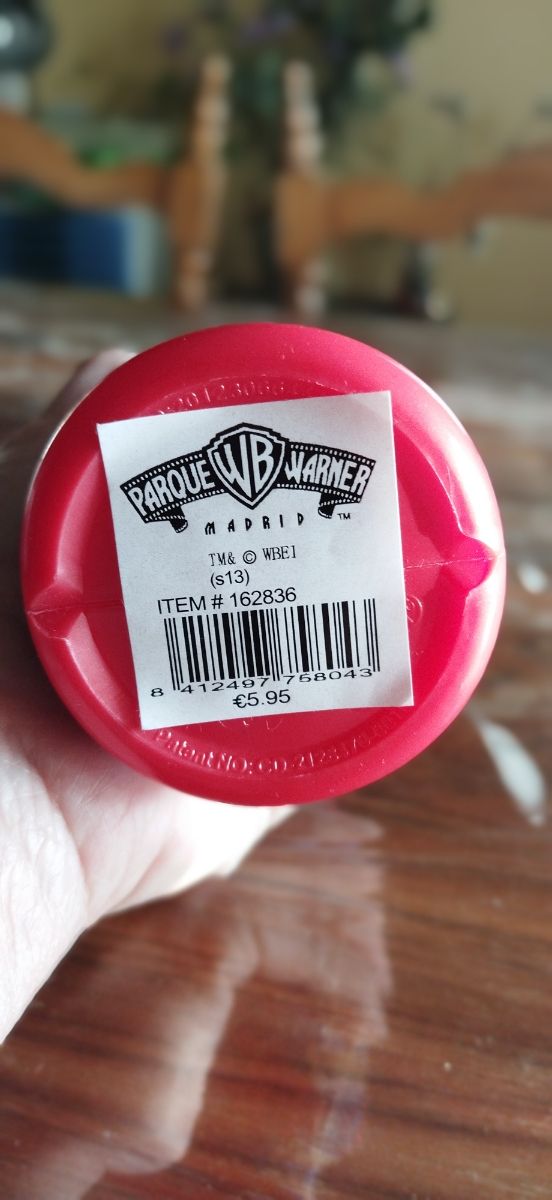 PARQUE WB WARNER
MADRID ™
TM& © WBEI
(s13)
ITEM # 162836
8 412497 758043
€5.95